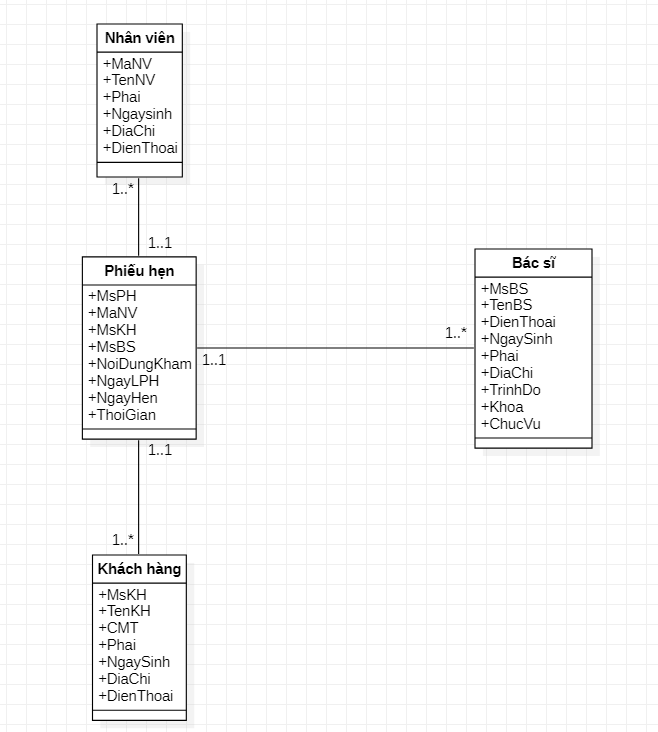 Nhân viên
+MaNV
+TenNV
+Phai
+Ngaysinh
+DiaChi
+DienThoai
1..*
1..1
Phiếu hẹn
+MsPH
+MaNV
+MsKH
+MsBS
+NoiDungKham
+NgayLPH
+NgayHen
+ThoiGian
1..1
1..*
Bác sĩ
+MsBS
+TenBS
+DienThoai
+NgaySinh
+Phai
+DiaChi
+TrinhDo
+Khoa
+ChucVu
1..1
1..*
Khách hàng
+MsKH
+TenKH
+CMT
+Phai
+NgaySinh
+DiaChi
+DienThoai